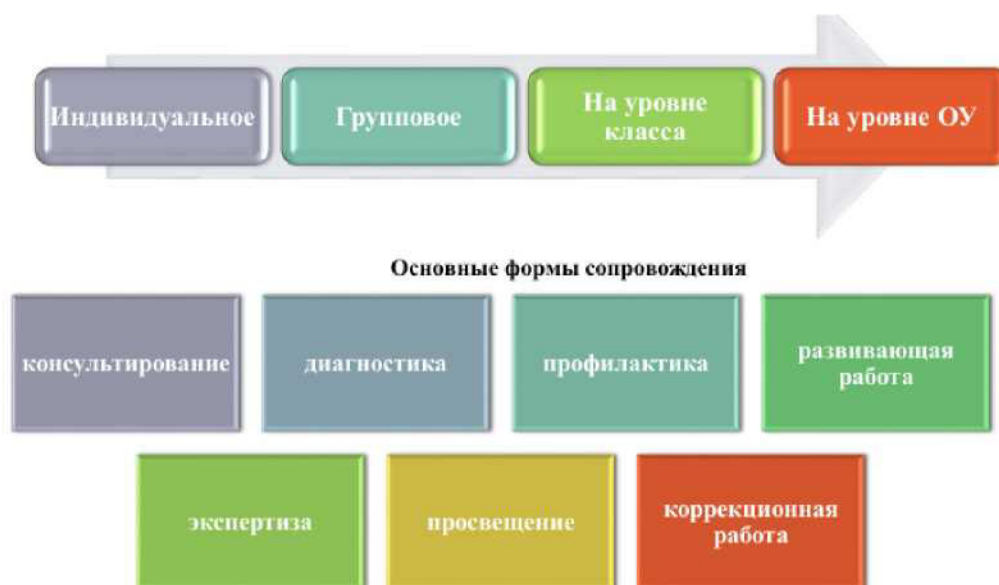 Индивидуальное
Групповое
На уровне
класса
На уровне ОУ
Основные формы сопровождения
консультирование
диагностика
профилактика
развивающая
работа
экспертиза
просвещение
коррекционная
работа